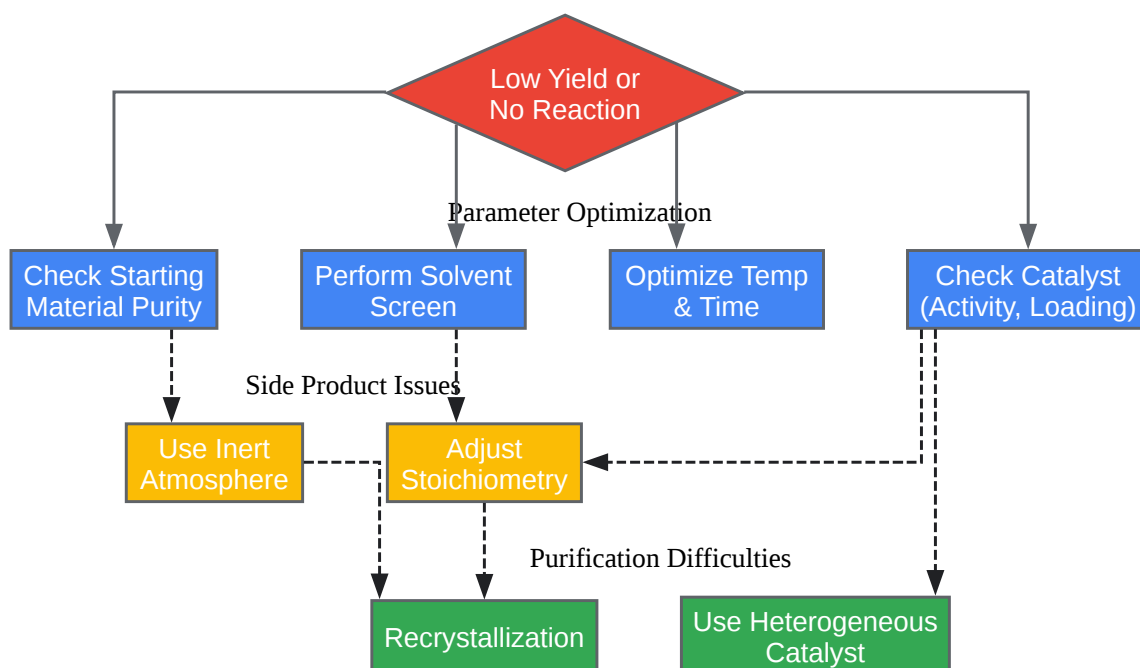 Low Yield or
No Reaction
Parameter Optimization
Check Starting
Material Purity
Perform Solvent
Screen
Optimize Temp
& Time
Check Catalyst
(Activity, Loading)
Side Product Issues
Use Inert
Atmosphere
Adjust
Stoichiometry
Purification Difficulties
Recrystallization
Use Heterogeneous
Catalyst